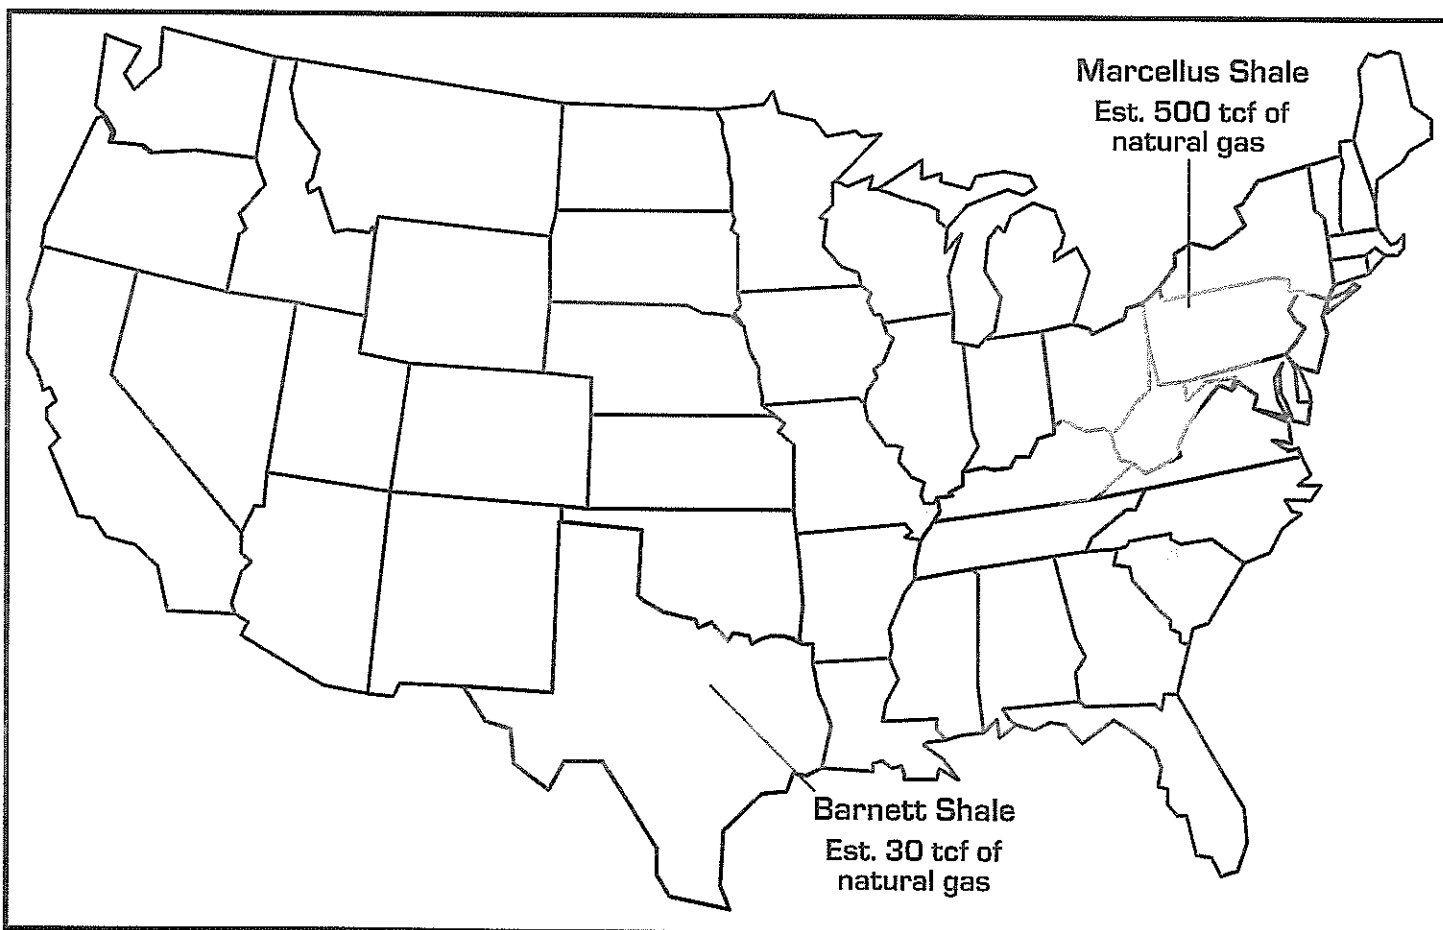 Marcellus Shale
Est. 500 tcf of
natural gas
Barnett Shale
Est. 30 tcf of
natural gas